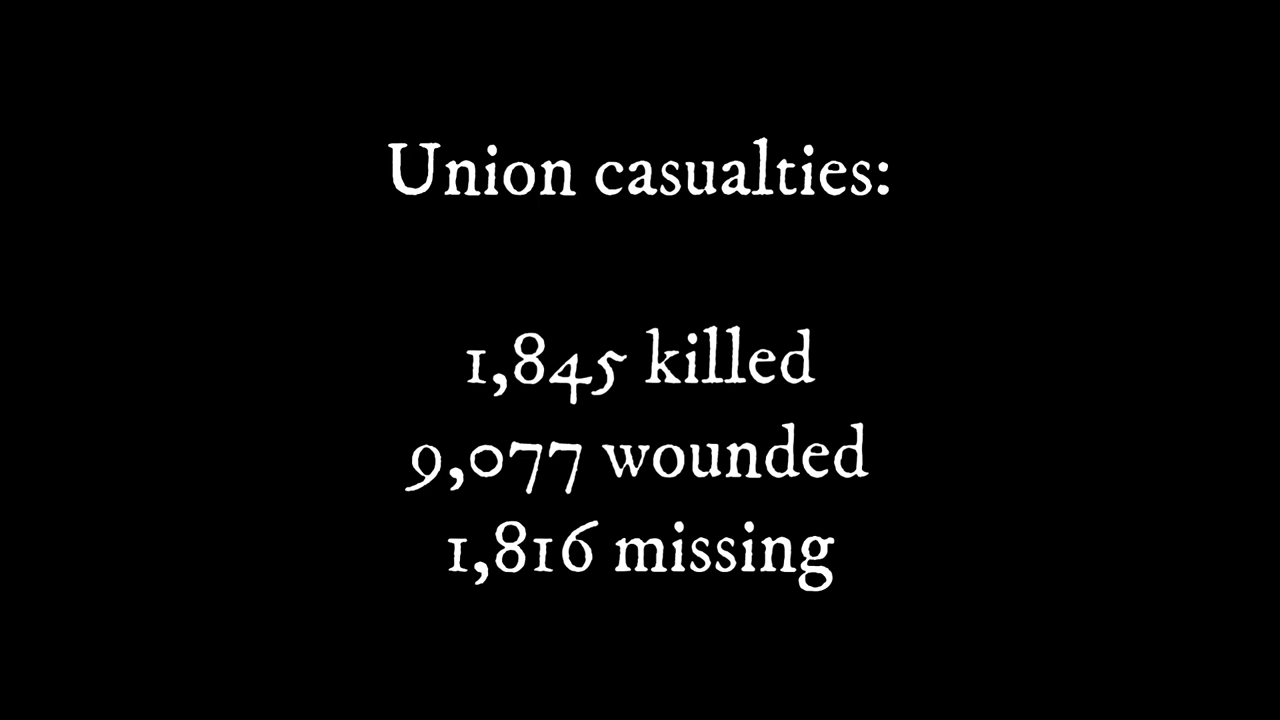 Union casualties:
1,845 killed
9,077 wounded
1,816 missing